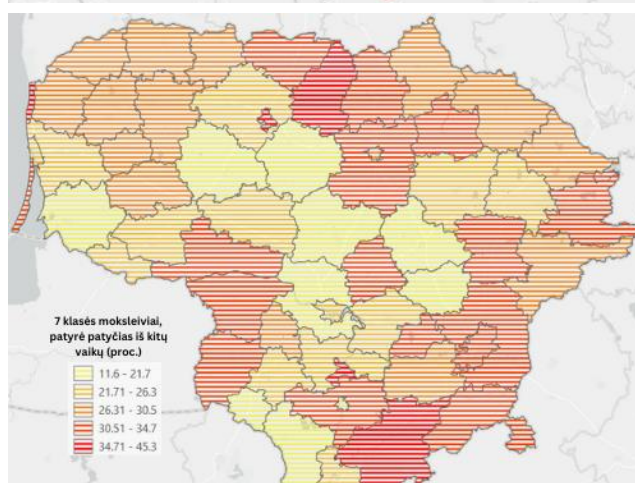 7 klasės moksleiviai,
patyrė patyčias iš kitų
vaikų (proc.)
11.6 - 21.7
21.71 - 26.3
26.31 - 30.5
30.51 - 34.7
34.71 - 45.3